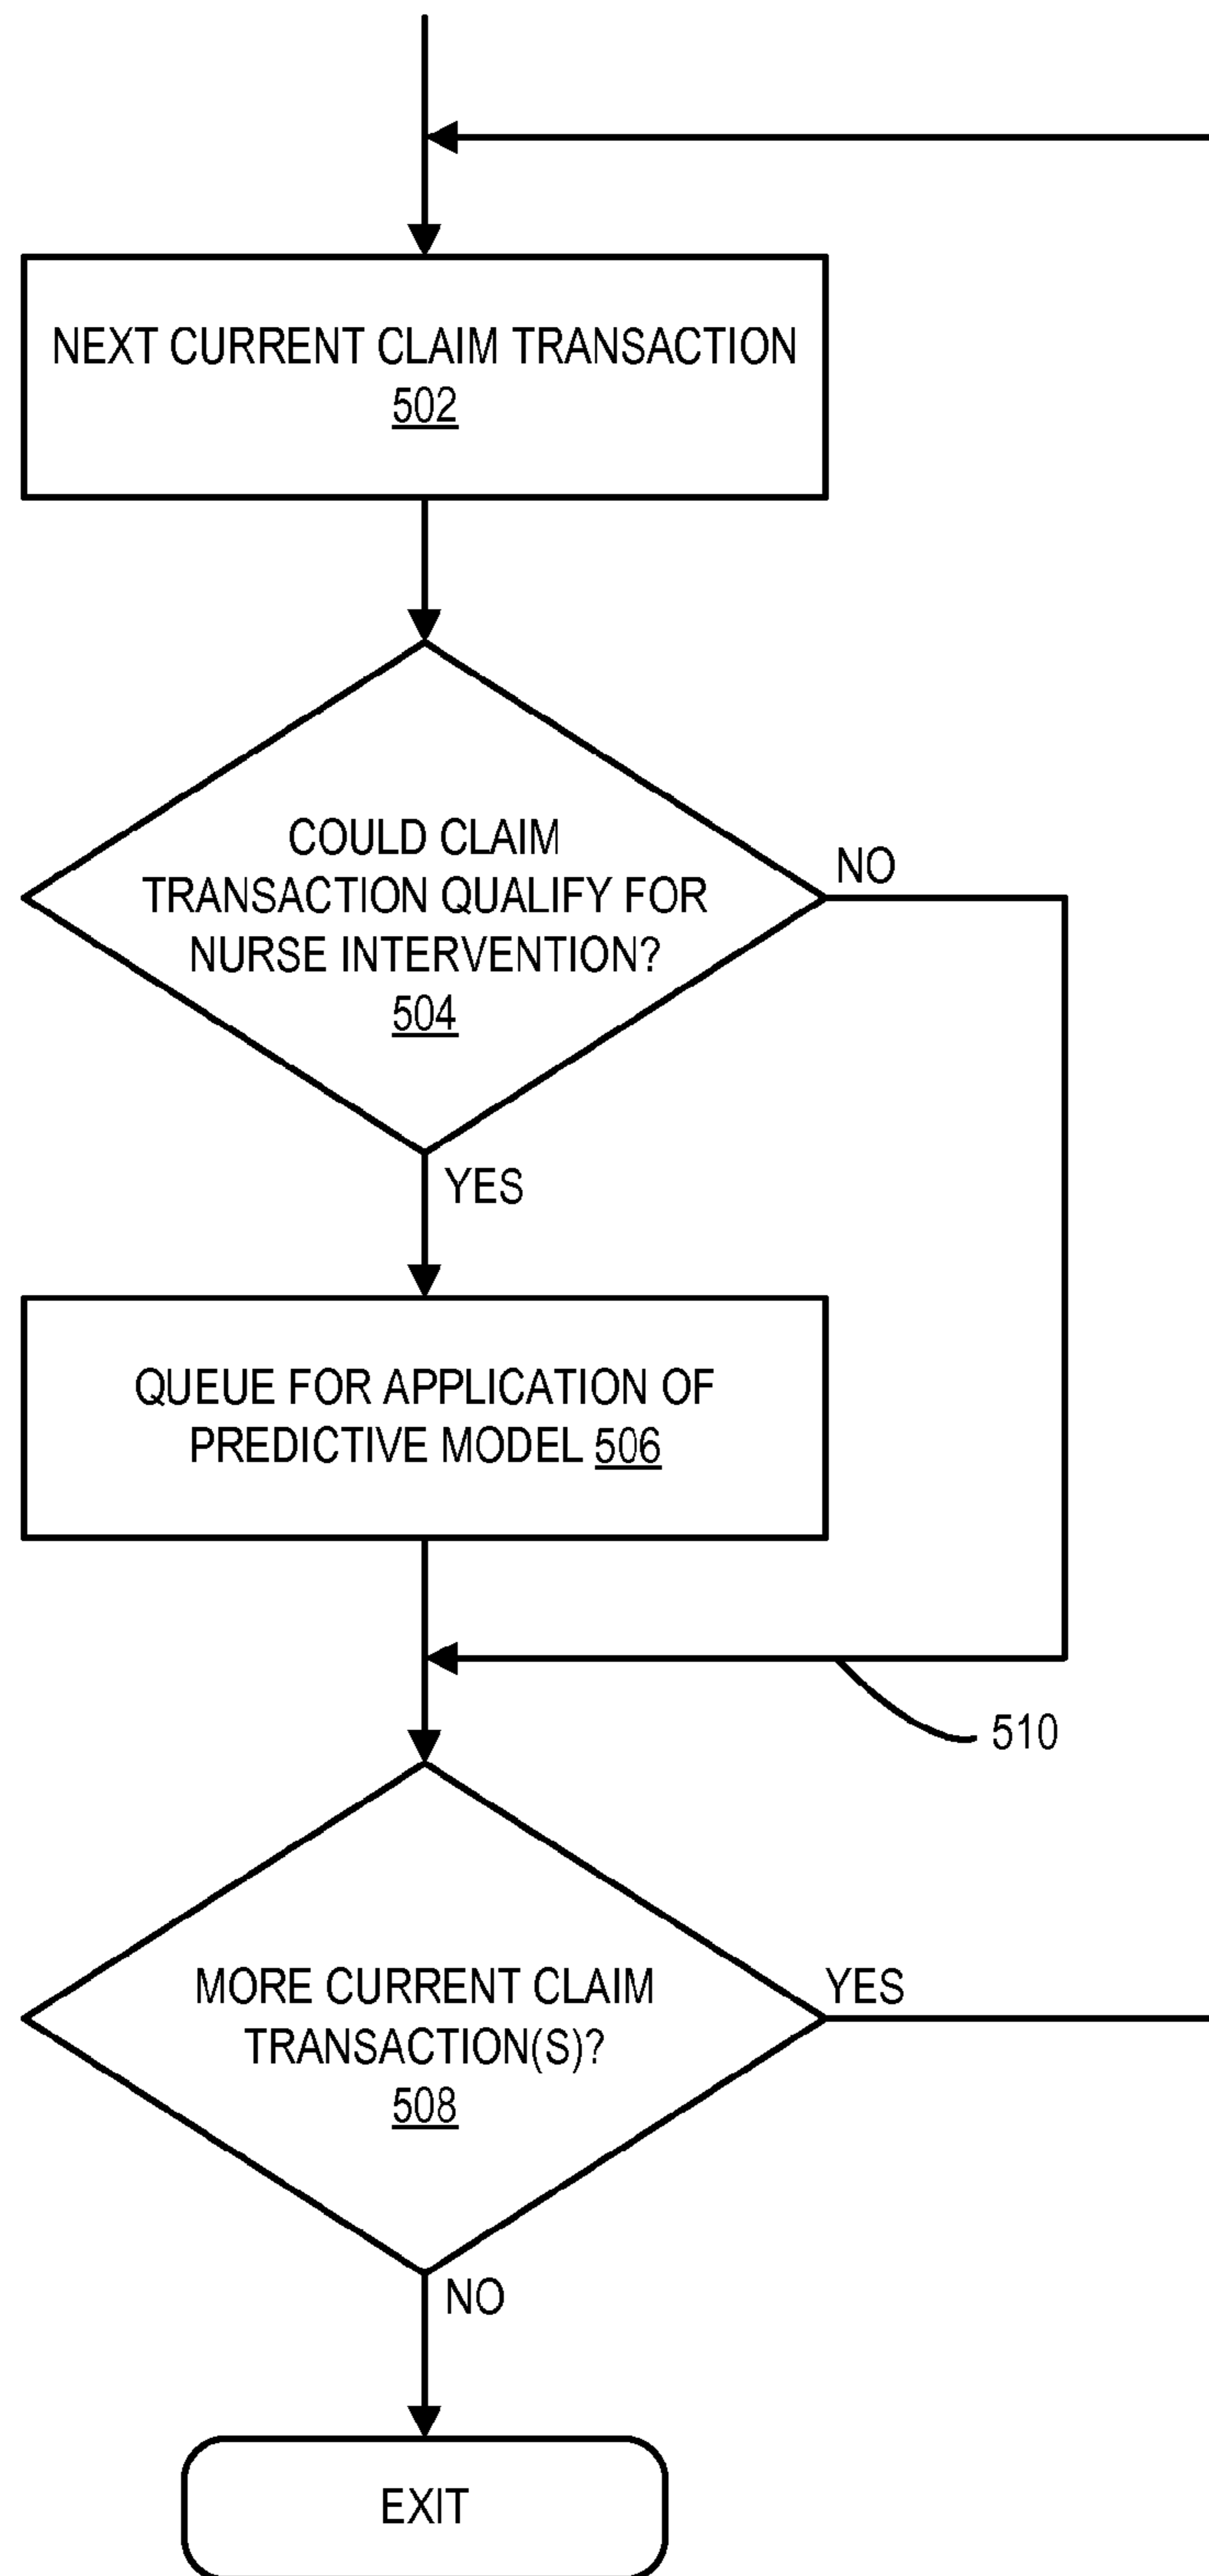 NEXT CURRENT CLAIM TRANSACTION
502
COULD CLAIM
TRANSACTION QUALIFY FOR
NURSE INTERVENTION?
504
NO
YES
QUEUE FOR APPLICATION OF
PREDICTIVE MODEL 506
510
MORE CURRENT CLAIM
TRANSACTION(S)?
508
YES
NO
EXIT